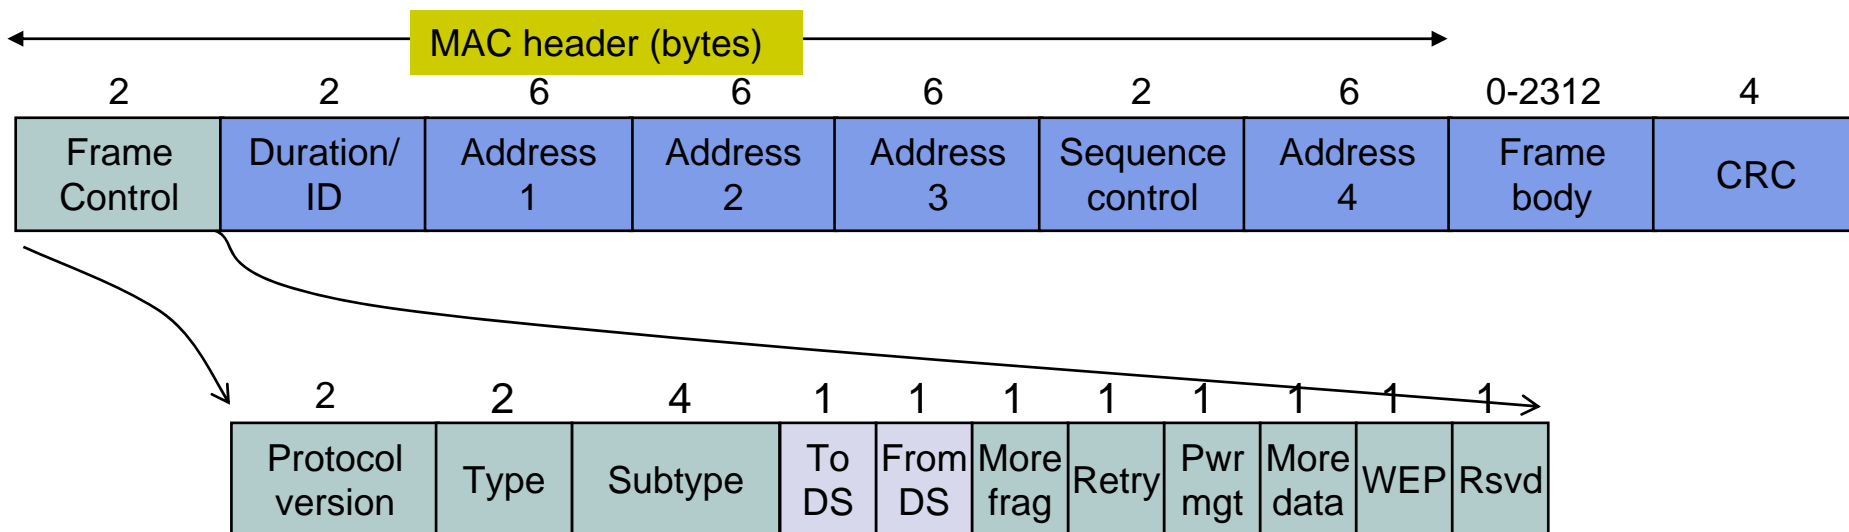 MAC header (bytes)
2 2 6 6 6 2 6 0-2312 4
Frame Control
Duration/ ID
Address 1
Address 2
Address 3
Sequence control
Address 4
Frame body
CRC
2 2 4 1 1 1 1 1 1 1 1
Protocol version
Type
Subtype
To DS
From DS
More frag
Retry
Pwr mgt
More data
WEP
Rsvd